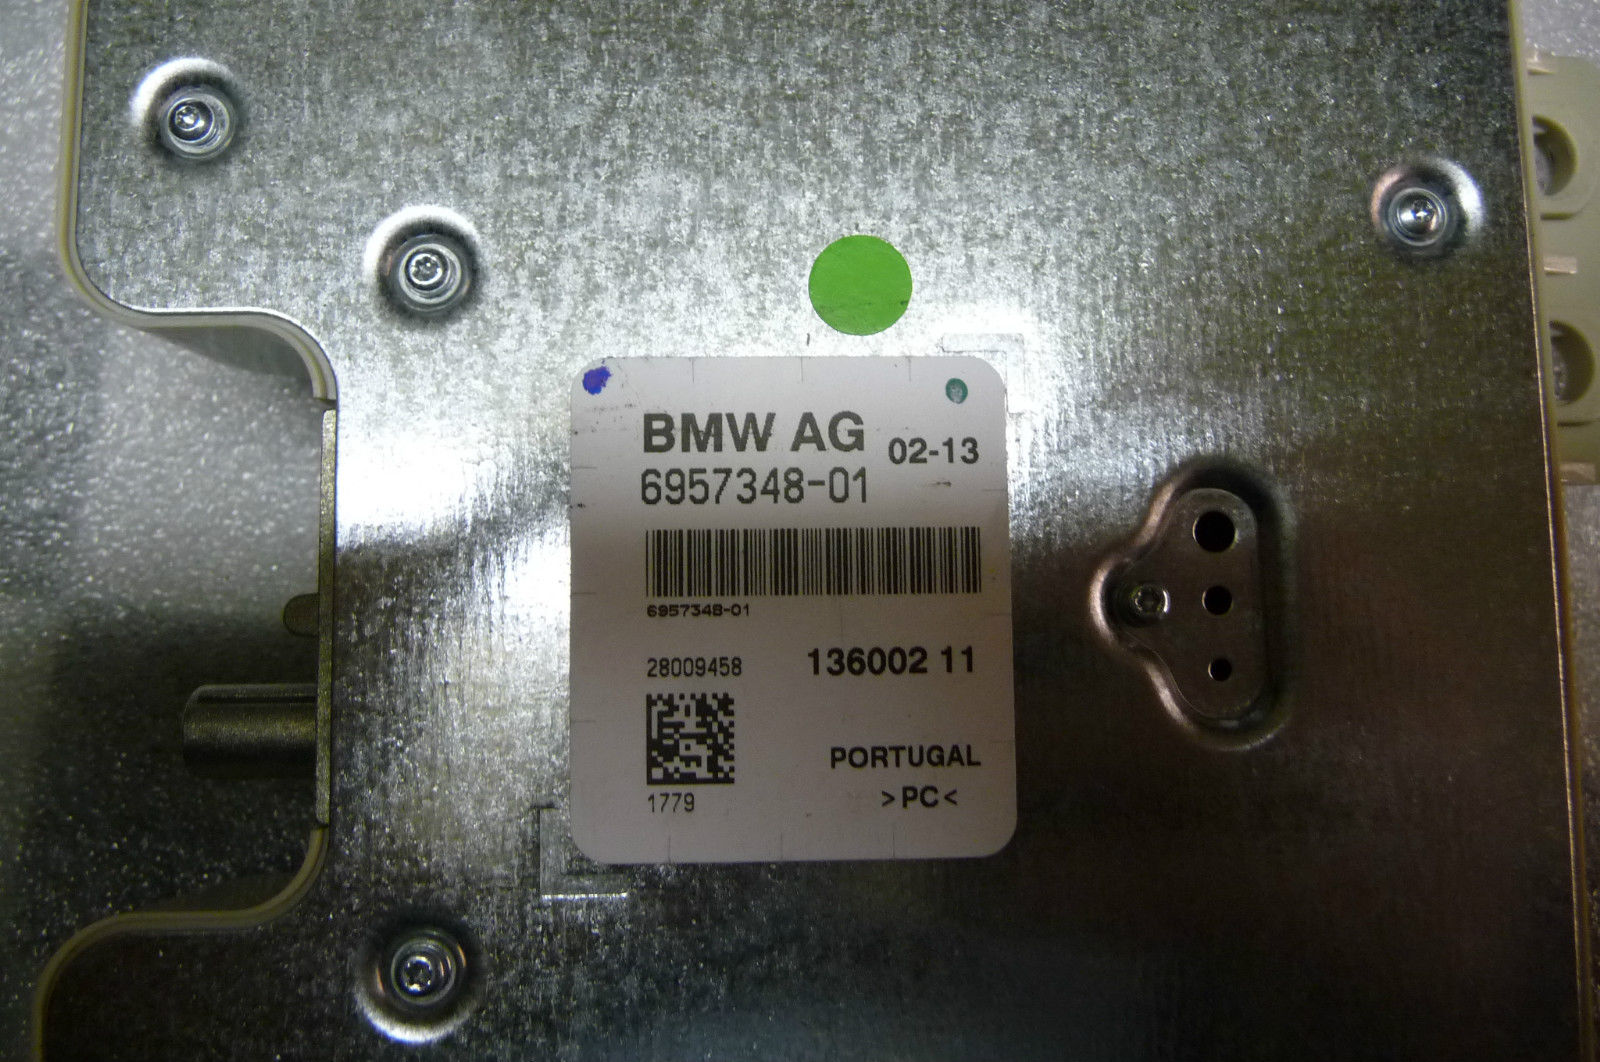 BMW AG 02-13
6957348-01
6957348-01
28009458 136002 11
PORTUGAL
1779 >PC<